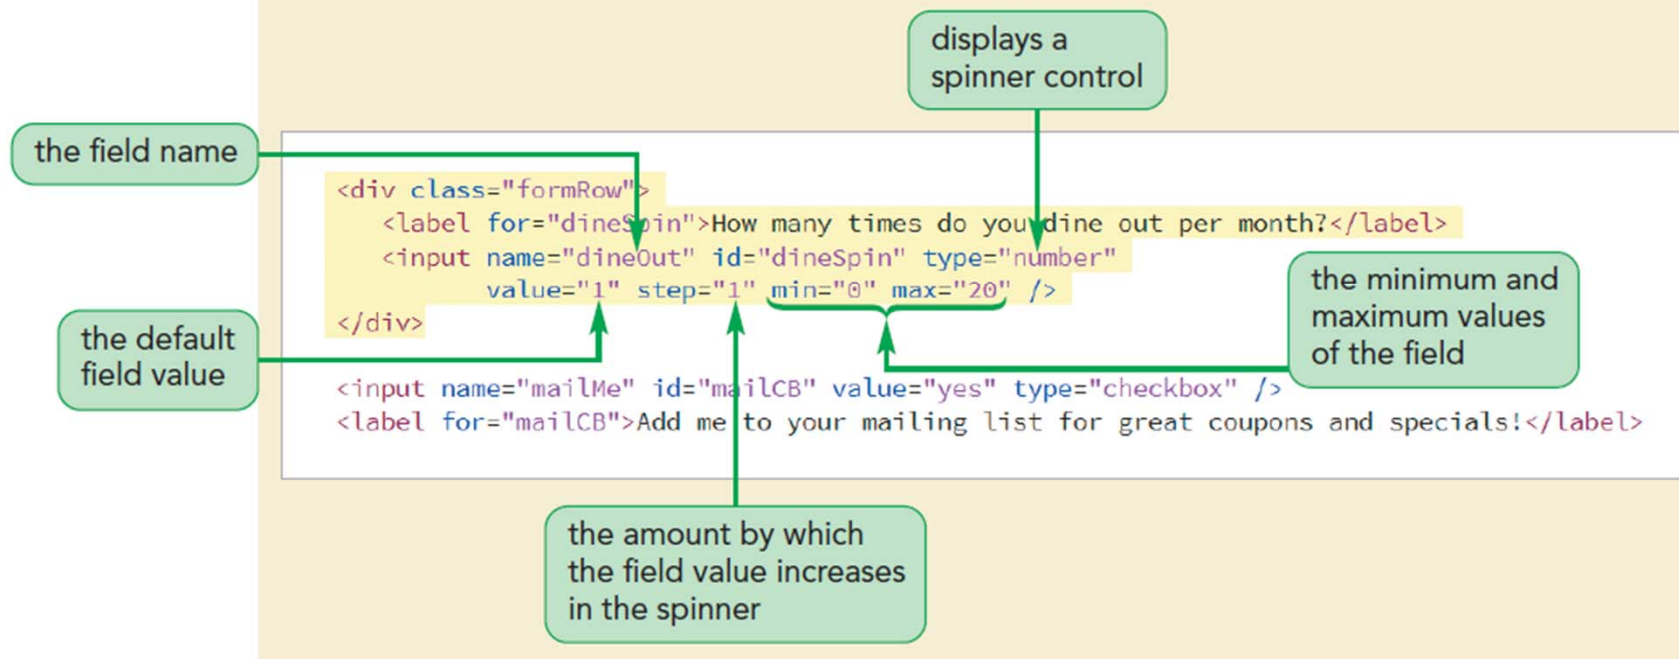 displays a
spinner control
the field name
<div class="formRow">
<label for="dineSpin">How many times do you dine out per month?</label>
<input name="dineOut" id="dineSpin" type="number"
value="1" step="1" min="0" max="20" />
</div>
the minimum and
maximum values
of the field
the default
field value
<input name="mailMe" id="mailCB" value="yes" type="checkbox" />
<label for="mailCB">Add me to your mailing list for great coupons and specials!</label>
the amount by which
the field value increases
in the spinner